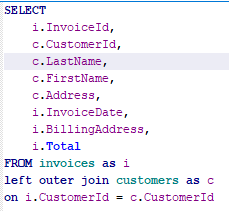 SELECT
    i.InvoiceId,
    c.CustomerId,
    c.LastName,
    c.FirstName,
    c.Address,
    i.InvoiceDate,
    i.BillingAddress,
    i.Total
FROM invoices as i
left outer join customers as c
on i.CustomerId = c.CustomerId